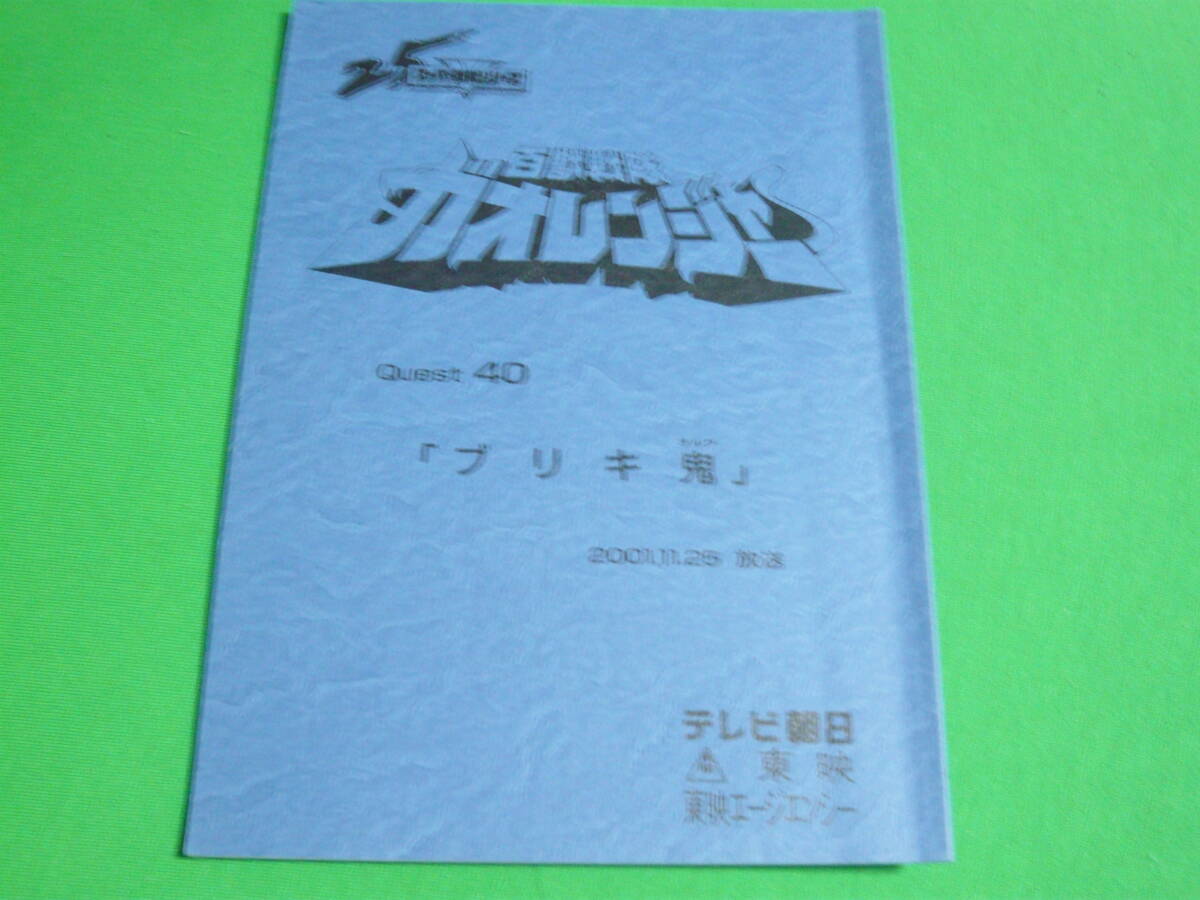 百獣戦隊
ガオレンジャー
Quest 40
「ブリキ鬼」
2001.11.25 放送
テレビ朝日
東映
東映エージエンシー